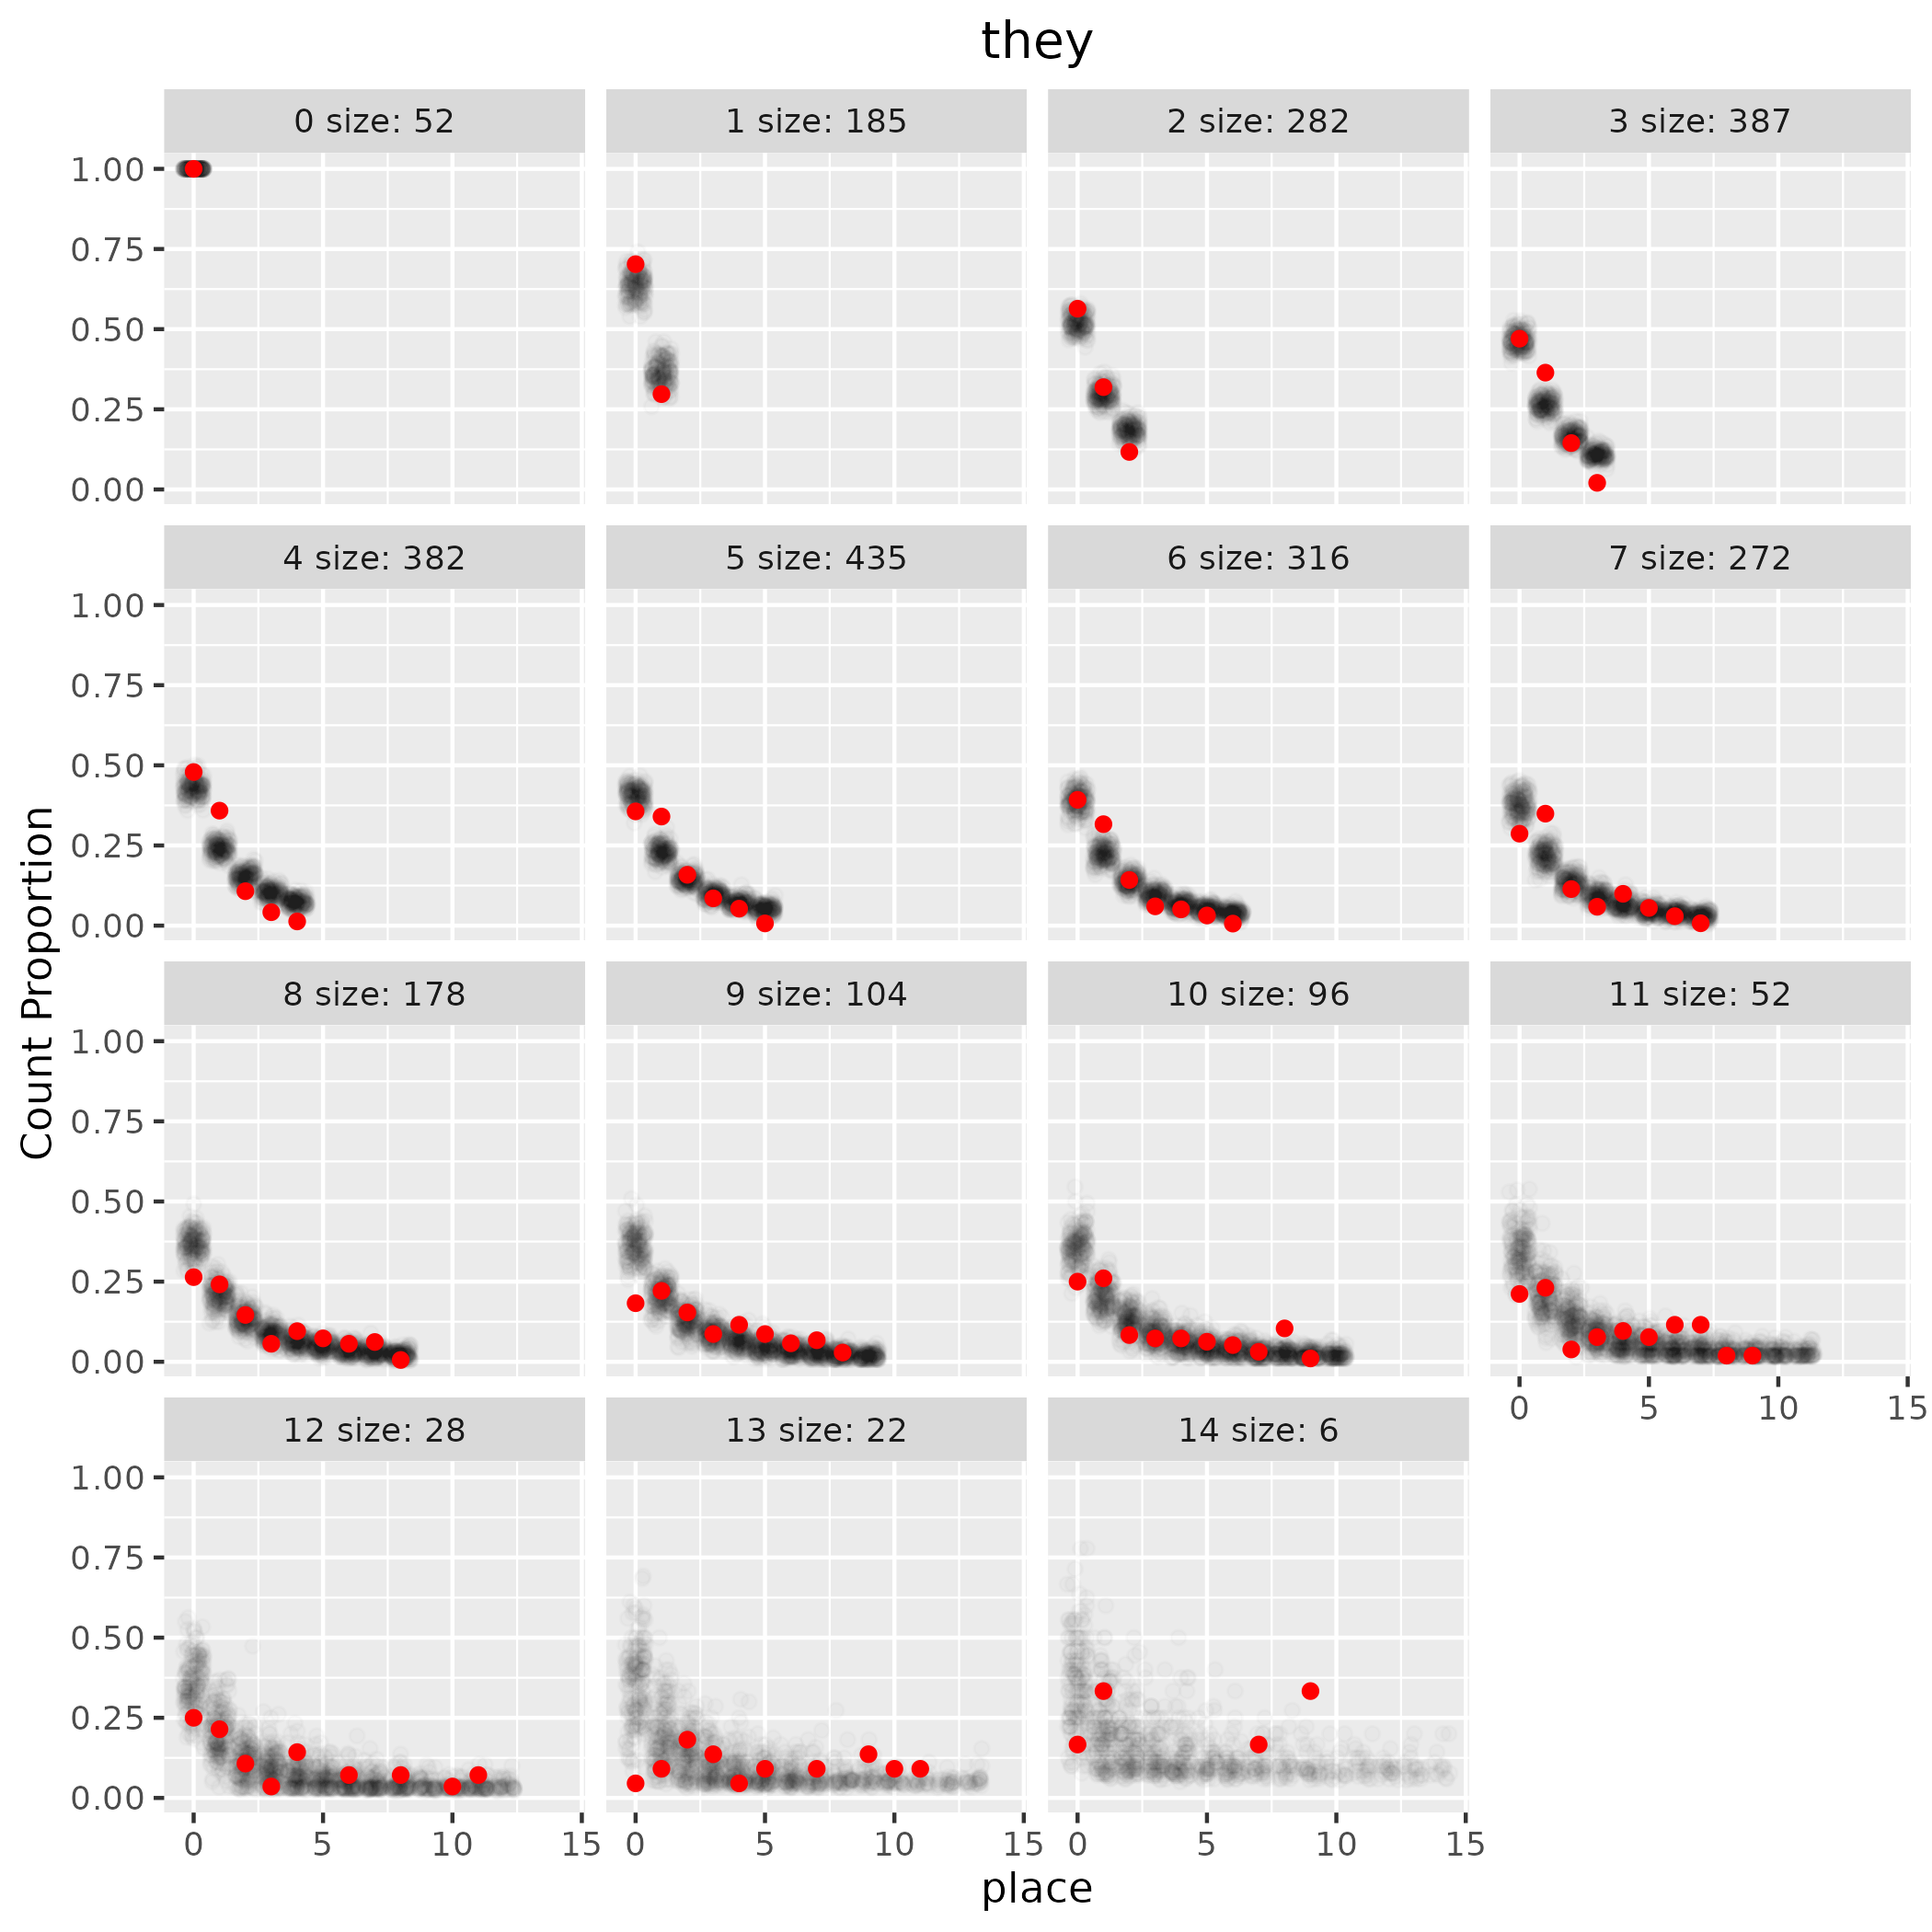 they
0 size: 52
1 size: 185
2 size: 282
3 size: 387
1.00
0.75
0.50
0.25
0.00
4 size: 382
5 size: 435
6 size: 316
7 size: 272
1.00
0.75
0.50
0.25
0.00
Count Proportion
8 size: 178
9 size: 104
10 size: 96
11 size: 52
1.00
0.75
0.50
0.25
0.00
0 5 10 15
12 size: 28
13 size: 22
14 size: 6
1.00
0.75
0.50
0.25
0.00
0 5 10 15
0 5 10 15
0 5 10 15
place